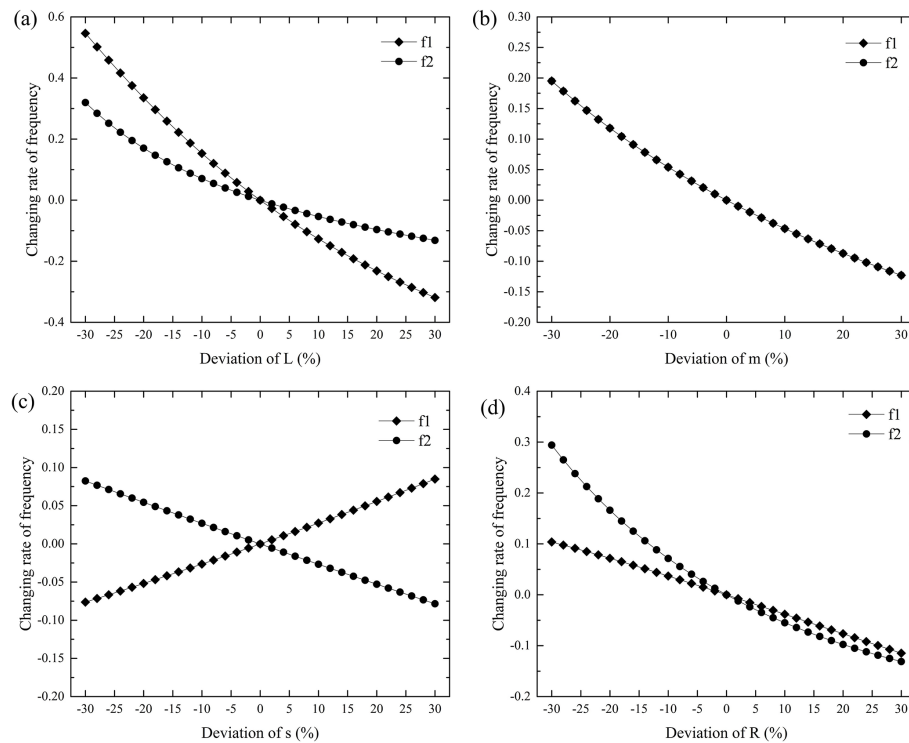 (a)
0.6
0.4
0.2
0.0
-0.2
-0.4
Changing rate of frequency
f1
f2
-30 -25 -20 -15 -10 -5 0 5 10 15 20 25 30
Deviation of L (%)
(b)
0.30
0.25
0.20
0.15
0.10
0.05
0.00
-0.05
-0.10
-0.15
-0.20
Changing rate of frequency
f1
f2
-30 -20 -10 0 10 20 30
Deviation of m (%)
(c)
0.20
0.15
0.10
0.05
0.00
-0.05
-0.10
-0.15
-0.20
Changing rate of frequency
f1
f2
-30 -25 -20 -15 -10 -5 0 5 10 15 20 25 30
Deviation of s (%)
(d)
0.4
0.3
0.2
0.1
0.0
-0.1
-0.2
Changing rate of frequency
f1
f2
-30 -25 -20 -15 -10 -5 0 5 10 15 20 25 30
Deviation of R (%)